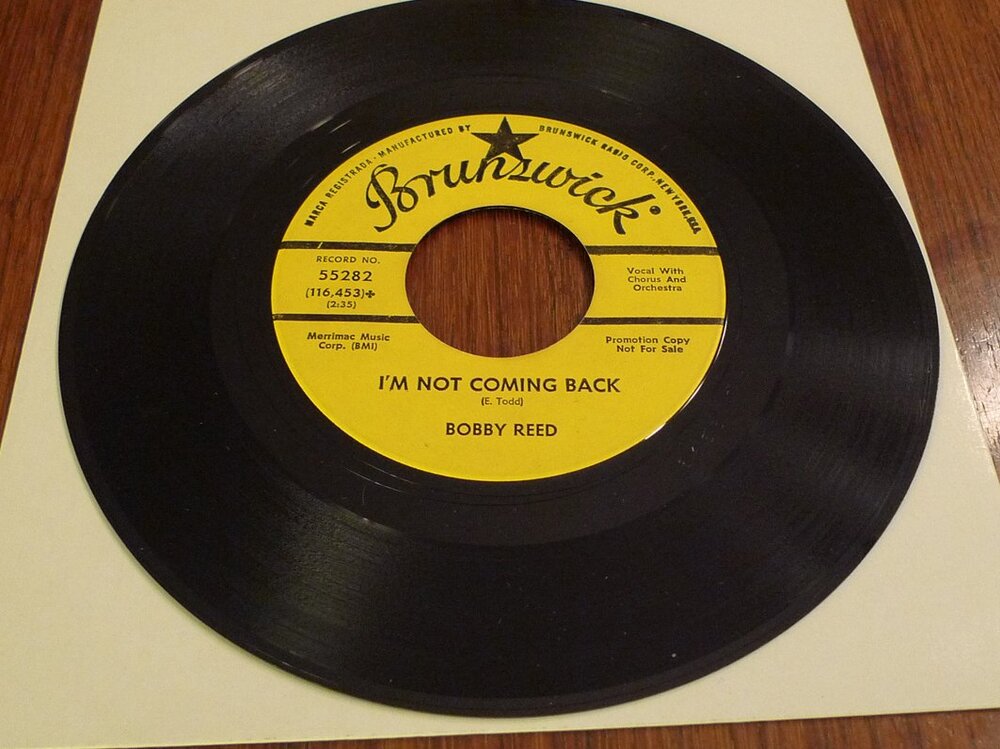 MARCA REGISTRADA · MANUFACTURED BY BRUNSWICK RADIO CORP., NEW YORK, USA
Brunswick
RECORD NO.
55282
(116,453)✤
(2:35)
Vocal With
Chorus And
Orchestra
Merrimac Music
Corp. (BMI)
Promotion Copy
Not For Sale
I'M NOT COMING BACK
(E. Todd)
BOBBY REED